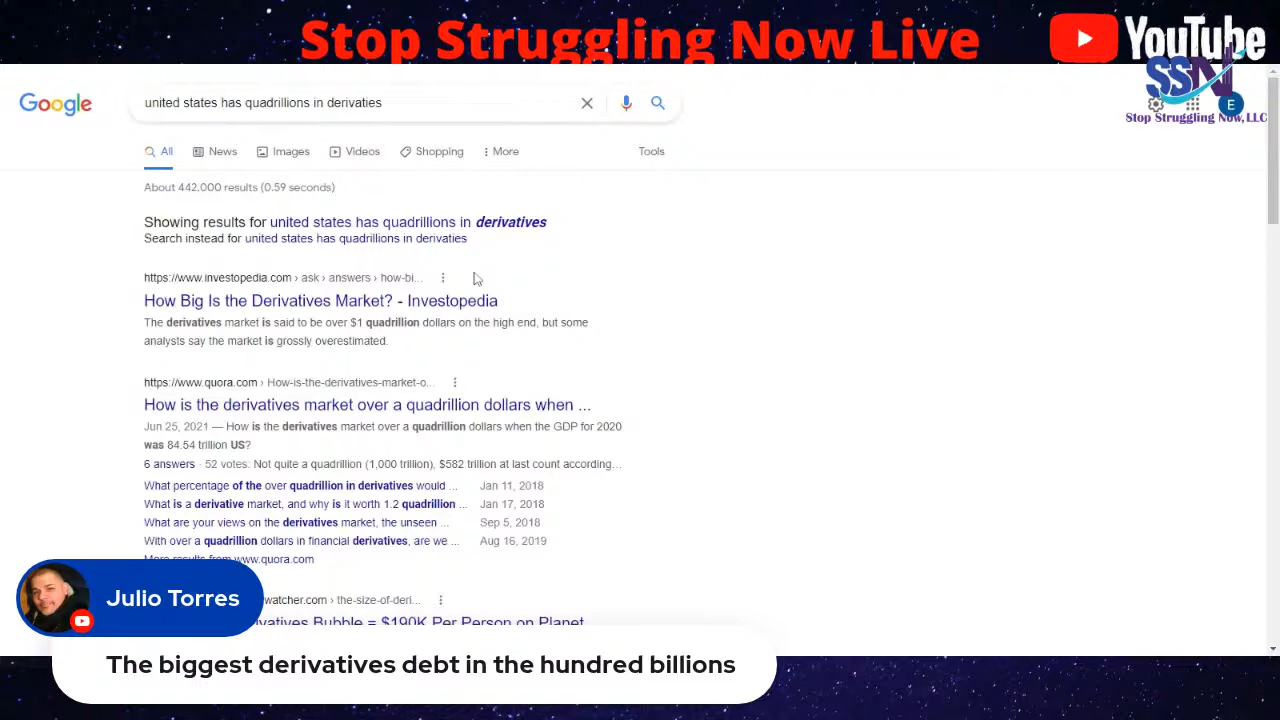 Stop Struggling Now Live
YouTube
SSN
Stop Struggling Now, LLC
Google
united states has quadrillions in derivaties
E
All
News
Images
Videos
Shopping
More
Tools
About 442,000 results (0.59 seconds)
Showing results for united states has quadrillions in derivatives
Search instead for united states has quadrillions in derivaties
https://www.investopedia.com › ask › answers › how-bi...
How Big Is the Derivatives Market? - Investopedia
The derivatives market is said to be over $1 quadrillion dollars on the high end, but some
analysts say the market is grossly overestimated.
https://www.quora.com › How-is-the-derivatives-market-o...
How is the derivatives market over a quadrillion dollars when ...
Jun 25, 2021 — How is the derivatives market over a quadrillion dollars when the GDP for 2020
was 84.54 trillion US?
6 answers · 52 votes: Not quite a quadrillion (1,000 trillion), $582 trillion at last count according...
What percentage of the over quadrillion in derivatives would ... Jan 11, 2018
What is a derivative market, and why is it worth 1.2 quadrillion ... Jan 17, 2018
What are your views on the derivatives market, the unseen ... Sep 5, 2018
With over a quadrillion dollars in financial derivatives, are we ... Aug 16, 2019
More results from www.quora.com
watcher.com › the-size-of-deri...
vatives Bubble = $190K Per Person on Planet
Julio Torres
The biggest derivatives debt in the hundred billions